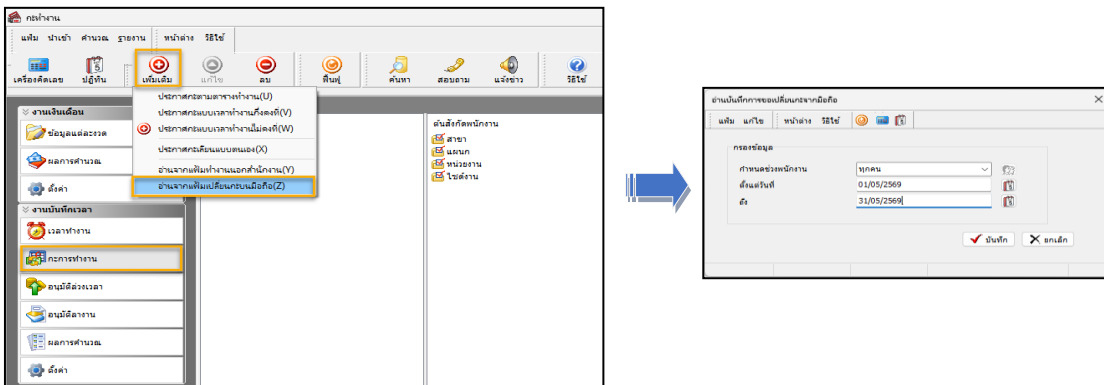 กะทำงาน
แฟ้ม นำเข้า คำนวณ รายงาน หน้าต่าง วิธีใช้
เครื่องคิดเลข ปฏิทิน เพิ่มเติม แก้ไข ลบ ฟื้นฟู ค้นหา สอบถาม แจ้งข่าว วิธีใช้
งานเงินเดือน
ข้อมูลแต่ละงวด
ผลการคำนวณ
ตั้งค่า
งานบันทึกเวลา
เวลาทำงาน
กะการทำงาน
อนุมัติล่วงเวลา
อนุมัติลางาน
ผลการคำนวณ
ตั้งค่า
ประกาศกะตามตารางทำงาน(U)
ประกาศกะแบบเวลาทำงานกึ่งคงที่(V)
ประกาศกะแบบเวลาทำงานไม่คงที่(W)
ประกาศกะเลียนแบบตนเอง(X)
อ่านจากแฟ้มทำงานนอกสำนักงาน(Y)
อ่านจากแฟ้มเปลี่ยนกะบนมือถือ(Z)
ต้นสังกัดพนักงาน
สาขา
แผนก
หน่วยงาน
ไซต์งาน
อ่านบันทึกการขอเปลี่ยนกะจากมือถือ
แฟ้ม แก้ไข หน้าต่าง วิธีใช้
กรองข้อมูล
กำหนดช่วงพนักงาน ทุกคน
ตั้งแต่วันที่ 01/05/2569
ถึง 31/05/2569
บันทึก ยกเลิก